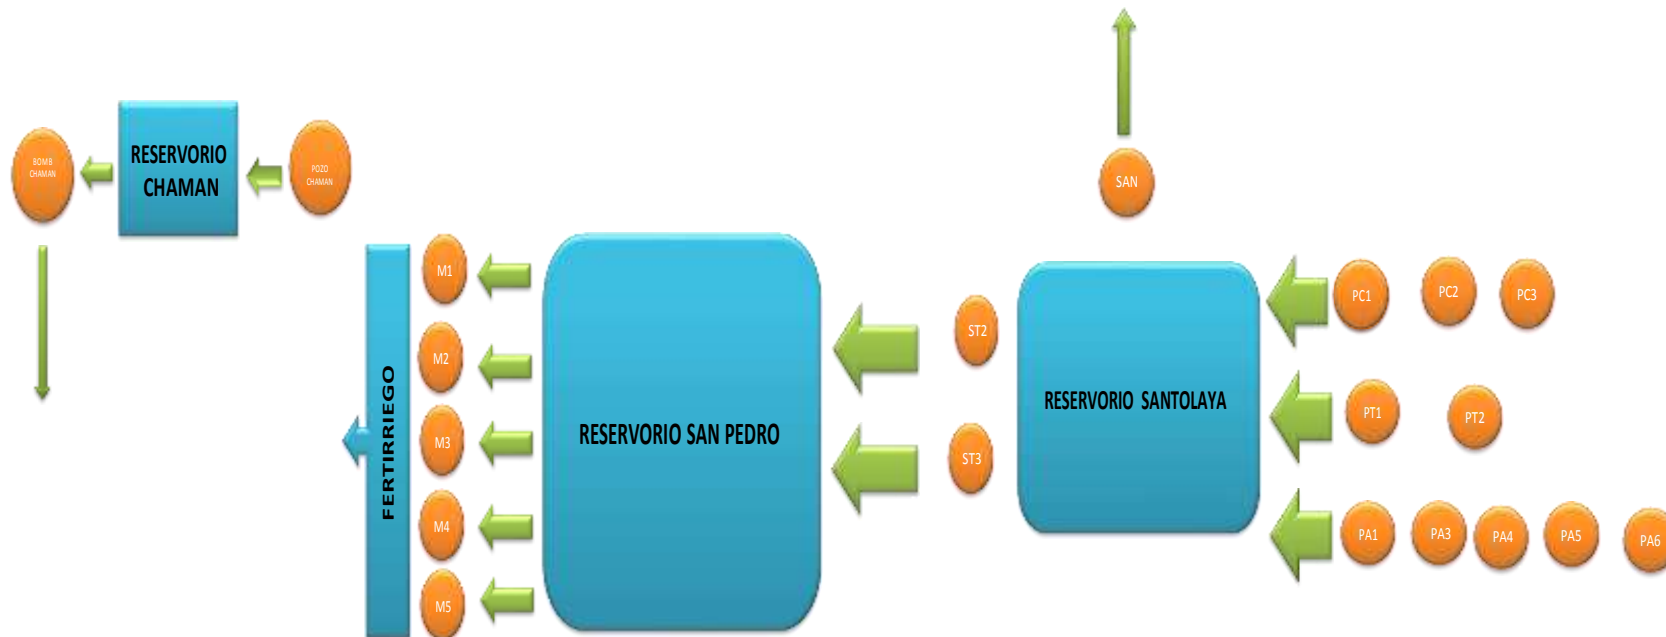 BOMB
CHAMAN
RESERVORIO
CHAMAN
POZO
CHAMAN
SAN
FERTIRRIEGO
M1
M2
M3
M4
M5
RESERVORIO SAN PEDRO
ST2
ST3
RESERVORIO SANTOLAYA
PC1
PC2
PC3
PT1
PT2
PA1
PA3
PA4
PA5
PA6